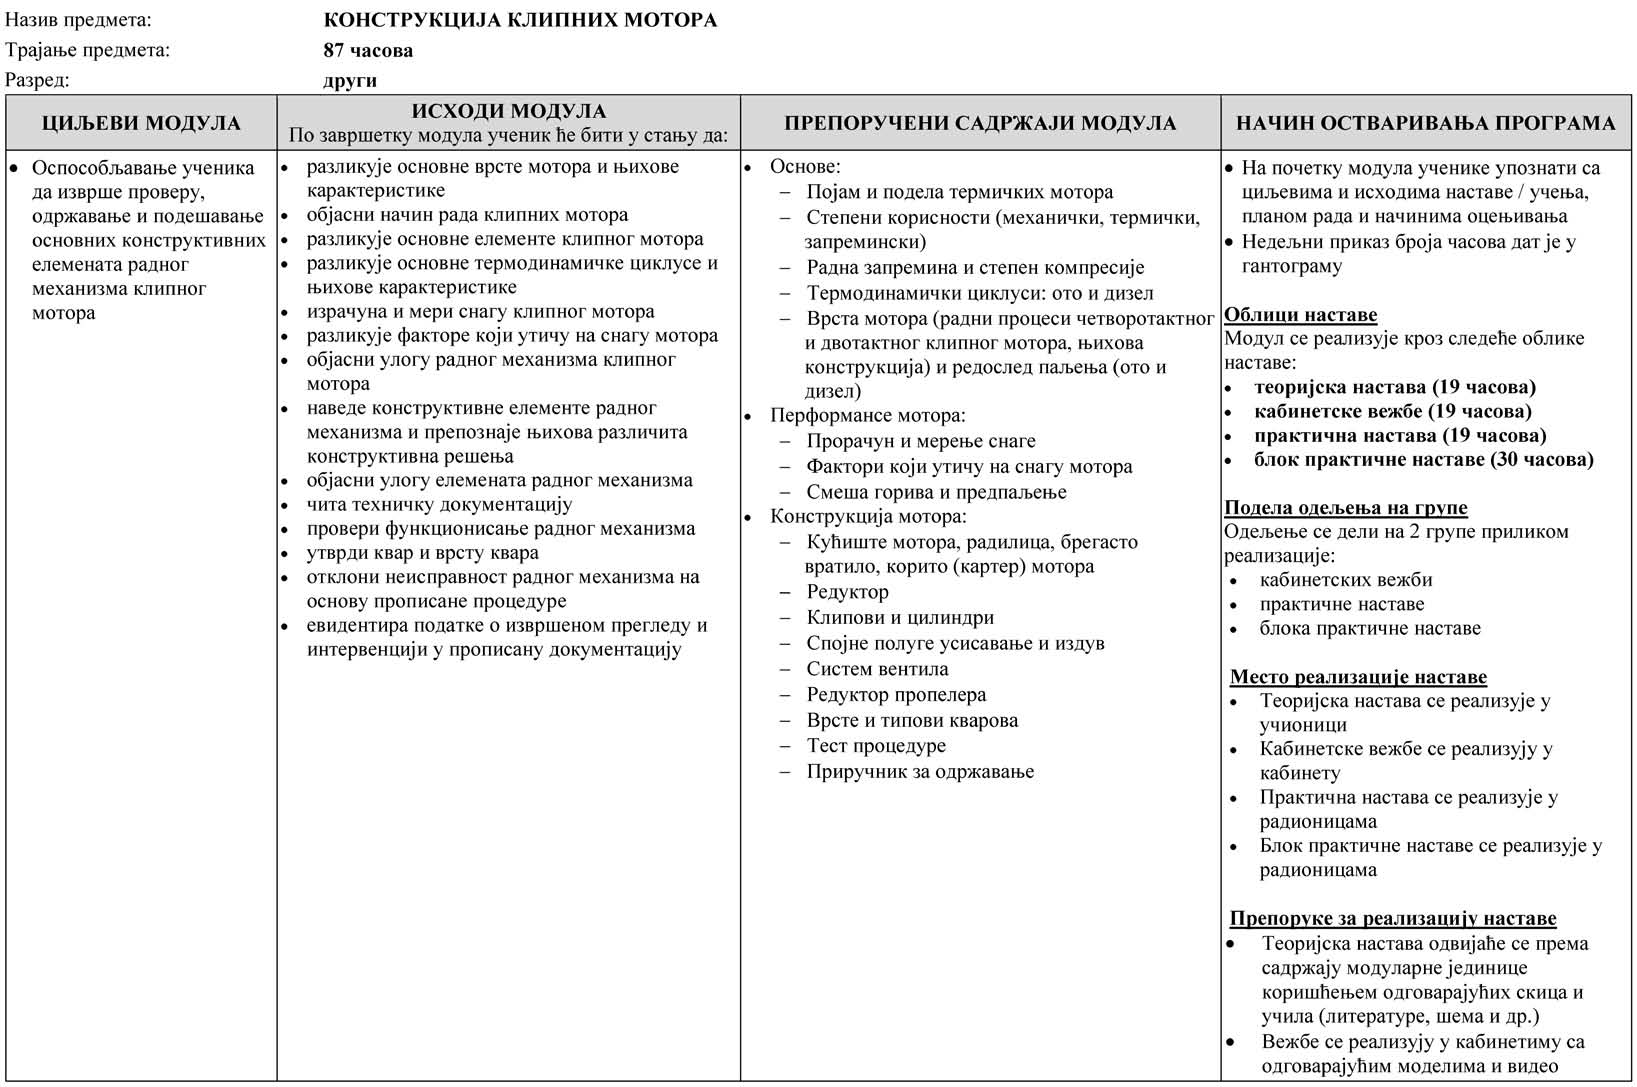 Назив предмета: КОНСТРУКЦИЈА КЛИПНИХ МОТОРА
Трајање предмета: 87 часова
Разред: други
ЦИЉЕВИ МОДУЛА
ИСХОДИ МОДУЛА
По завршетку модула ученик ће бити у стању да:
ПРЕПОРУЧЕНИ САДРЖАЈИ МОДУЛА
НАЧИН ОСТВАРИВАЊА ПРОГРАМА
• Оспособљавање ученика
да изврше проверу,
одржавање и подешавање
основних конструктивних
елемената радног
механизма клипног
мотора
• разликује основне врсте мотора и њихове
карактеристике
• објасни начин рада клипних мотора
• разликује основне елементе клипног мотора
• разликује основне термодинамичке циклусе и
њихове карактеристике
• израчуна и мери снагу клипног мотора
• разликује факторе који утичу на снагу мотора
• објасни улогу радног механизма клипног
мотора
• наведе конструктивне елементе радног
механизма и препознаје њихова различита
конструктивна решења
• објасни улогу елемената радног механизма
• чита техничку документацију
• провери функционисање радног механизма
• утврди квар и врсту квара
• отклони неисправност радног механизма на
основу прописане процедуре
• евидентира податке о извршеном прегледу и
интервенцији у прописану документацију
• Основе:
– Појам и подела термичких мотора
– Степени корисности (механички, термички,
запремински)
– Радна запремина и степен компресије
– Термодинамички циклуси: ото и дизел
– Врста мотора (радни процеси четворотактног
и двотактног клипног мотора, њихова
конструкција) и редослед паљења (ото и
дизел)
• Перформансе мотора:
– Прорачун и мерење снаге
– Фактори који утичу на снагу мотора
– Смеша горива и предпаљење
• Конструкција мотора:
– Кућиште мотора, радилица, брегасто
вратило, корито (картер) мотора
– Редуктор
– Клипови и цилиндри
– Спојне полуге усисавање и издув
– Систем вентила
– Редуктор пропелера
– Врсте и типови кварова
– Тест процедуре
– Приручник за одржавање
• На почетку модула ученике упознати са
циљевима и исходима наставе / учења,
планом рада и начинима оцењивања
• Недељни приказ броја часова дат је у
гантограму
Облици наставе
Модул се реализује кроз следеће облике
наставе:
• теоријска настава (19 часова)
• кабинетске вежбе (19 часова)
• практична настава (19 часова)
• блок практичне наставе (30 часова)
Подела одељења на групе
Одељење се дели на 2 групе приликом
реализације:
• кабинетских вежби
• практичне наставе
• блока практичне наставе
Место реализације наставе
• Теоријска настава се реализује у
учионици
• Кабинетске вежбе се реализују у
кабинету
• Практична настава се реализује у
радионицама
• Блок практичне наставе се реализује у
радионицама
Препоруке за реализацију наставе
• Теоријска настава одвијаће се према
садржају модуларне јединице
коришћењем одговарајућих скица и
учила (литературе, шема и др.)
• Вежбе се реализују у кабинетиму са
одговарајућим моделима и видео